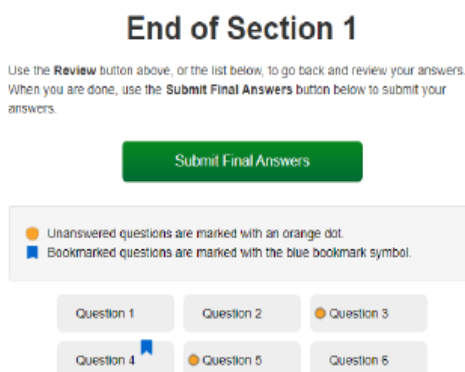 End of Section 1
Use the Review button above, or the list below, to go back and review your answers.
When you are done, use the Submit Final Answers button below to submit your
answers.
Submit Final Answers
Unanswered questions are marked with an orange dot.
Bookmarked questions are marked with the blue bookmark symbol.
Question 1 Question 2 Question 3
Question 4 Question 5 Question 6